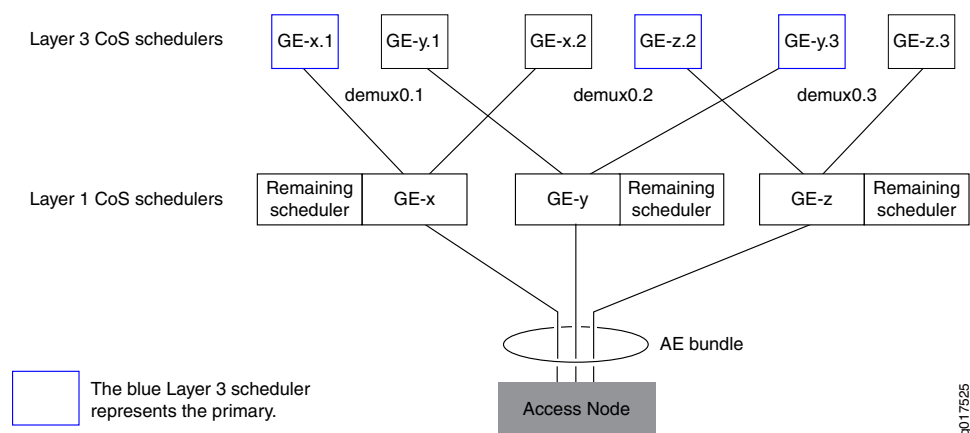 Layer 3 CoS schedulers
GE-x.1
GE-y.1
GE-x.2
GE-z.2
GE-y.3
GE-z.3
demux0.1
demux0.2
demux0.3
Layer 1 CoS schedulers
Remaining
scheduler
GE-x
GE-y
Remaining
scheduler
GE-z
Remaining
scheduler
AE bundle
The blue Layer 3 scheduler
represents the primary.
Access Node
g017525